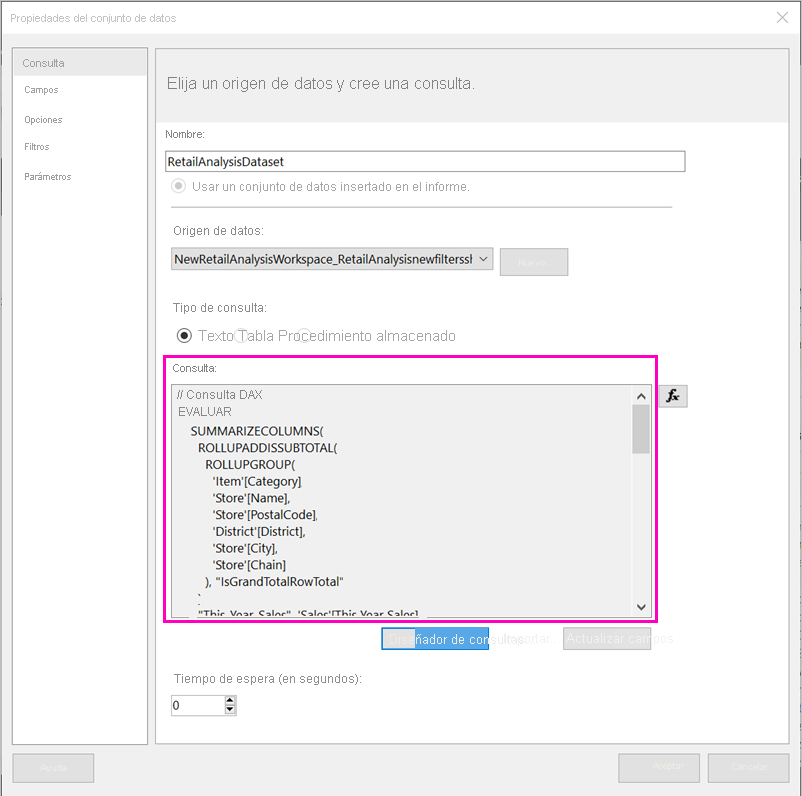 Propiedades del conjunto de datos
Consulta
Campos
Opciones
Filtros
Parámetros
Elija un origen de datos y cree una consulta.
Nombre:
RetailAnalysisDataset
Usar un conjunto de datos insertado en el informe.
Origen de datos:
NewRetailAnalysisWorkspace_RetailAnalysisnewfilterssh
Nuevo...
Tipo de consulta:
Texto Tabla Procedimiento almacenado
Consulta:
fx
// Consulta DAX
EVALUAR
SUMMARIZECOLUMNS(
ROLLUPADDISSUBTOTAL(
ROLLUPGROUP(
'Item'[Category]
'Store'[Name],
'Store'[PostalCode],
'District'[District],
'Store'[City],
'Store'[Chain]
), "IsGrandTotalRowTotal"
"This_Year_Sales", 'Sales'[This Year Sales]
Diseñador de consultas Importar... Actualizar campos
Tiempo de espera (en segundos):
0
Ayuda Aceptar Cancelar